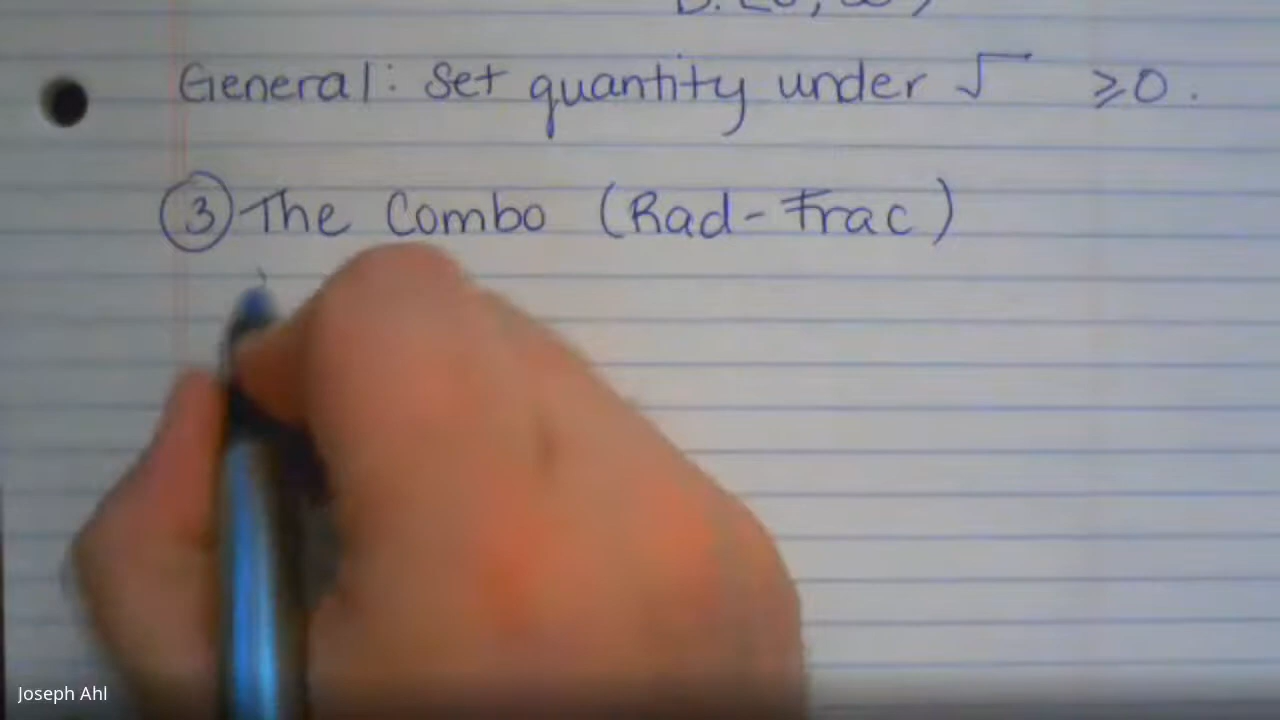 General: Set quantity under √ ≥0.
③ The Combo (Rad-Frac)
Joseph Ahl